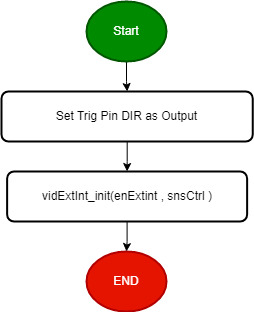 Start
Set Trig Pin DIR as Output
vidExtInt_init(enExtint , snsCtrl )
END